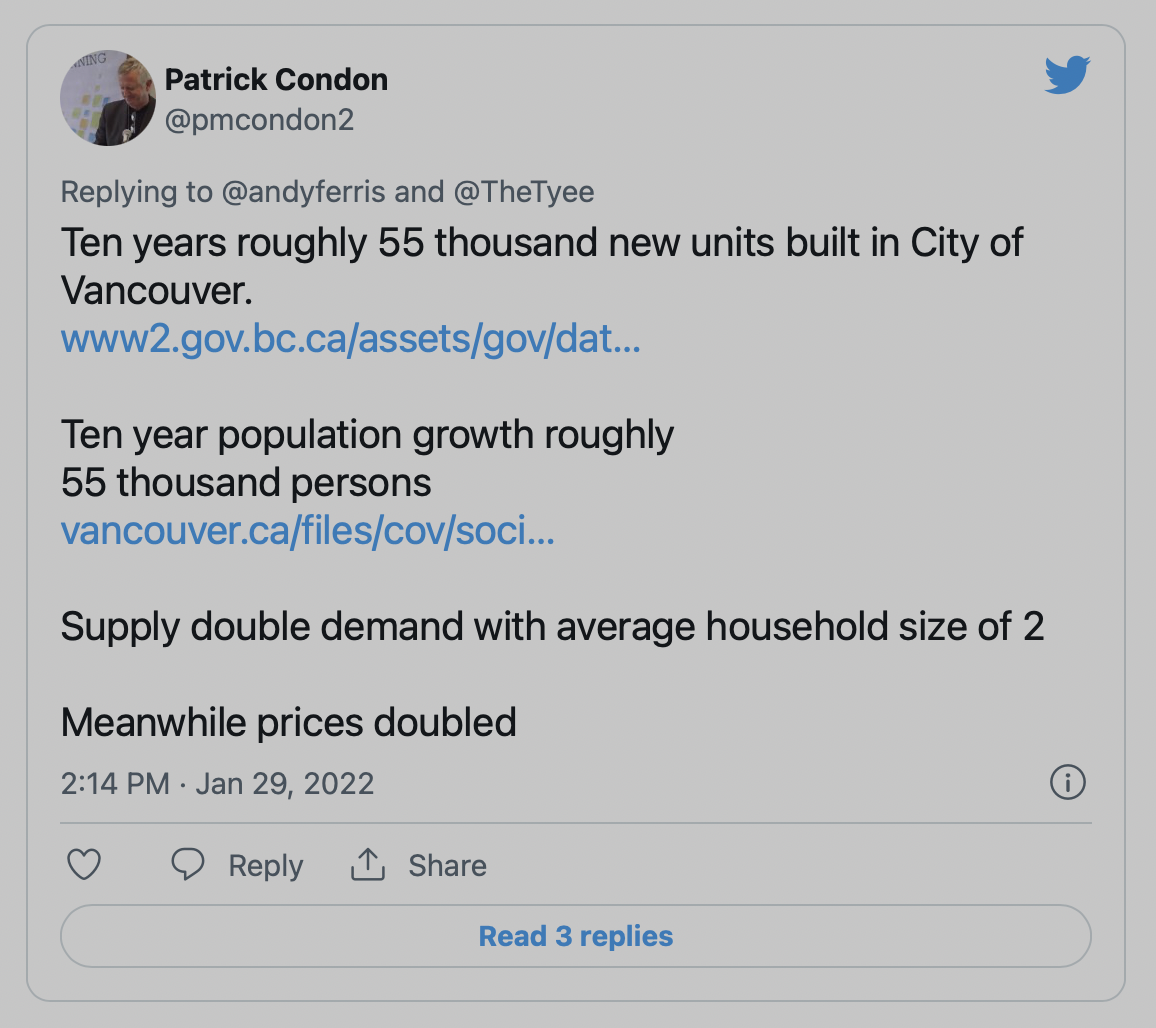 NNING
Patrick Condon
@pmcondon2
Replying to @andyferris and @TheTyee
Ten years roughly 55 thousand new units built in City of
Vancouver.
www2.gov.bc.ca/assets/gov/dat...
Ten year population growth roughly
55 thousand persons
vancouver.ca/files/cov/soci...
Supply double demand with average household size of 2
Meanwhile prices doubled
2:14 PM · Jan 29, 2022
Reply Share
Read 3 replies